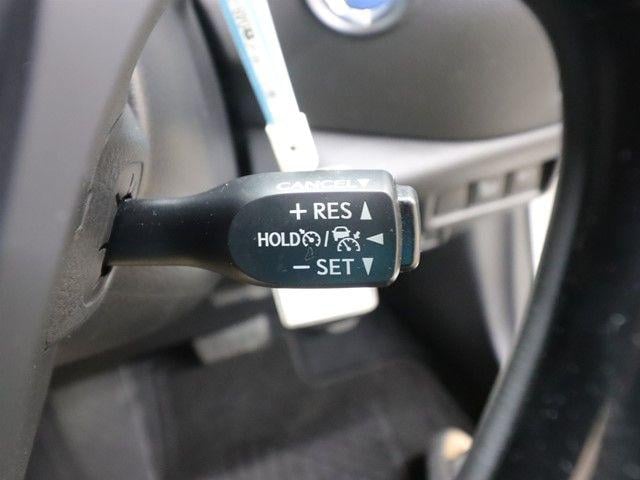 CANCEL
+ RES ▲
HOLD / ◄
− SET ▼